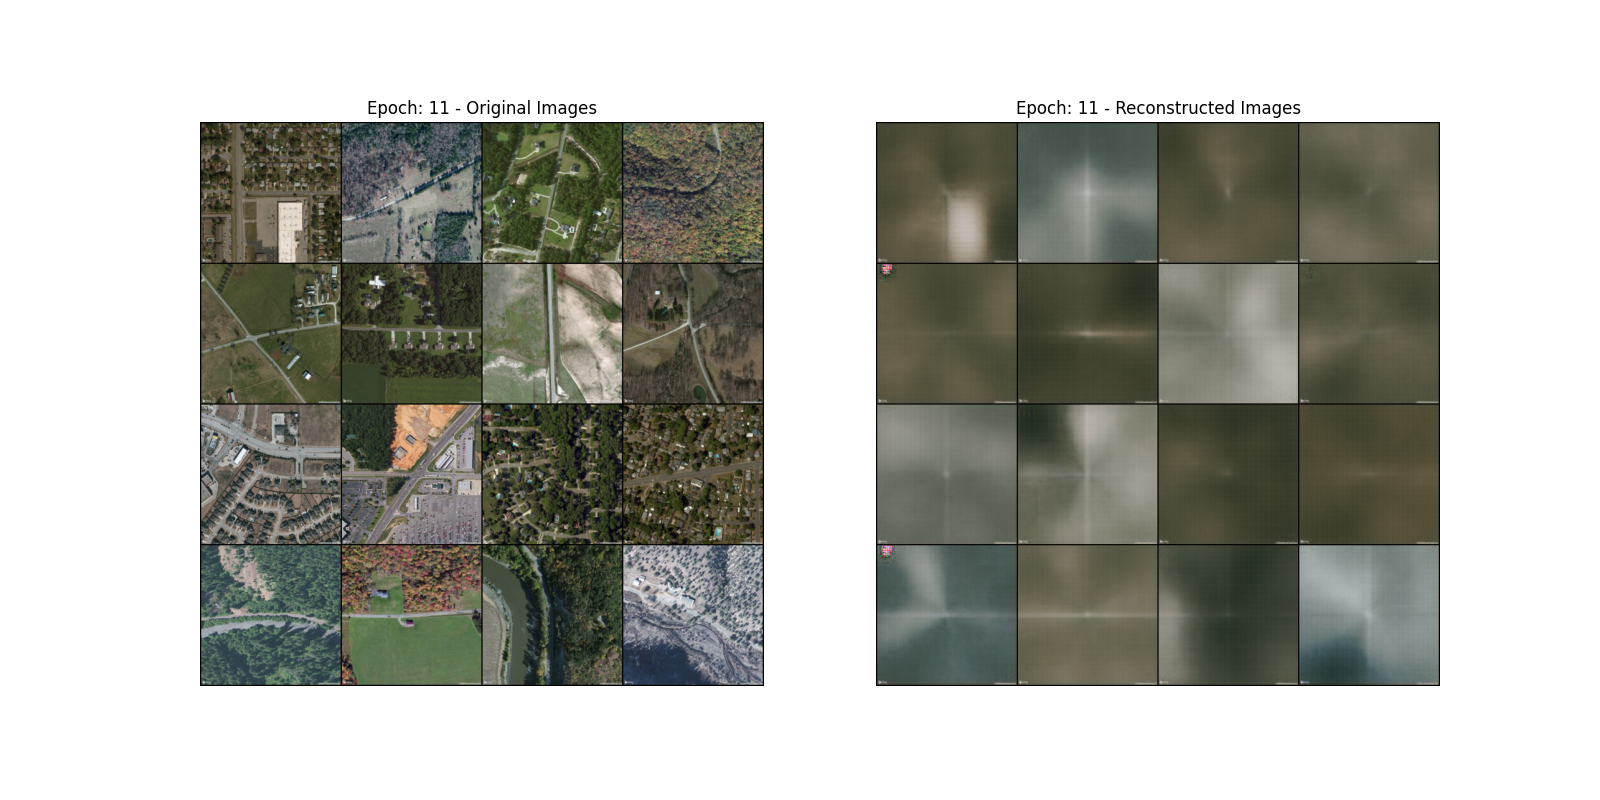 Epoch: 11 - Original Images
Epoch: 11 - Reconstructed Images